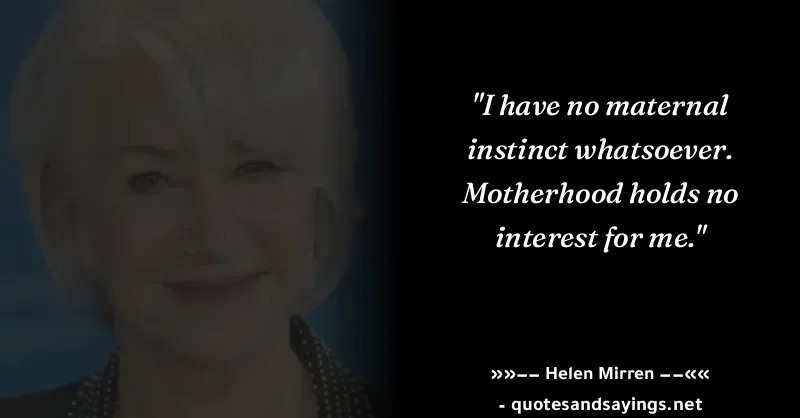 "I have no maternal
instinct whatsoever.
Motherhood holds no
interest for me."
»»−− Helen Mirren −−««
- quotesandsayings.net